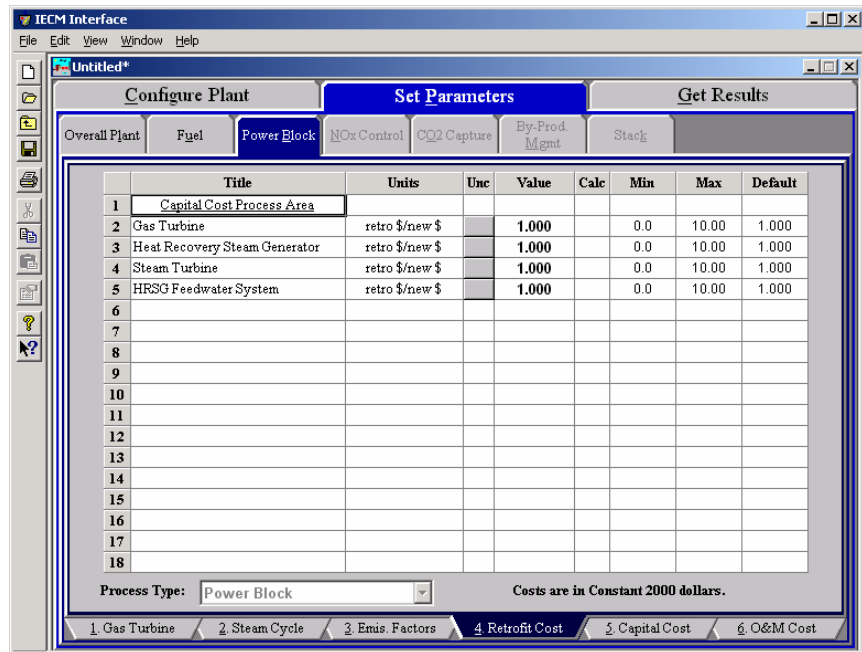 IECM Interface
File Edit View Window Help
Untitled*
Configure Plant Set Parameters Get Results
Overall Plant Fuel Power Block NOx Control CO2 Capture By-Prod. Mgmt Stack
Title Units Unc Value Calc Min Max Default
1 Capital Cost Process Area
2 Gas Turbine retro $/new $ 1.000 0.0 10.00 1.000
3 Heat Recovery Steam Generator retro $/new $ 1.000 0.0 10.00 1.000
4 Steam Turbine retro $/new $ 1.000 0.0 10.00 1.000
5 HRSG Feedwater System retro $/new $ 1.000 0.0 10.00 1.000
6
7
8
9
10
11
12
13
14
15
16
17
18
Process Type: Power Block Costs are in Constant 2000 dollars.
1. Gas Turbine 2. Steam Cycle 3. Emis. Factors 4. Retrofit Cost 5. Capital Cost 6. O&M Cost